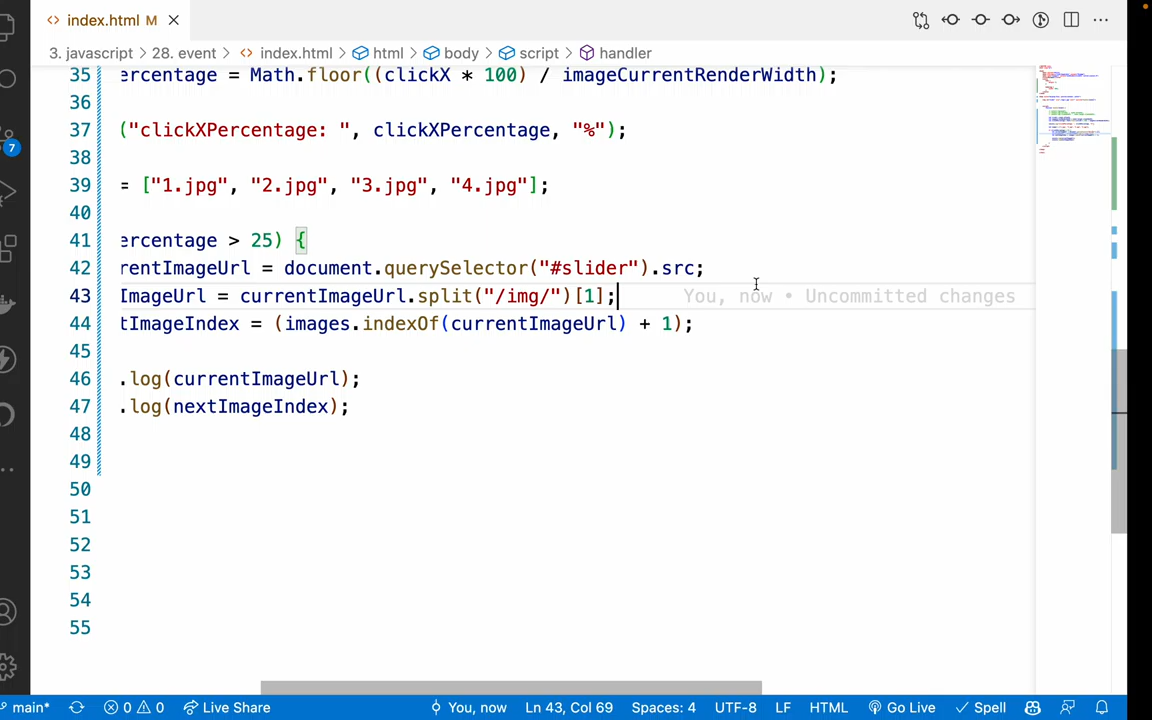 index.html M
3. javascript > 28. event > index.html > html > body > script > handler
35 ercentage = Math.floor((clickX * 100) / imageCurrentRenderWidth);
36
37 ("clickXPercentage: ", clickXPercentage, "%");
38
39 = ["1.jpg", "2.jpg", "3.jpg", "4.jpg"];
40
41 ercentage > 25) {
42 rentImageUrl = document.querySelector("#slider").src;
43 ImageUrl = currentImageUrl.split("/img/")[1]; You, now • Uncommitted changes
44 tImageIndex = (images.indexOf(currentImageUrl) + 1);
45
46 .log(currentImageUrl);
47 .log(nextImageIndex);
48
49
50
51
52
53
54
55
7
main* 0 0 Live Share You, now Ln 43, Col 69 Spaces: 4 UTF-8 LF HTML Go Live Spell